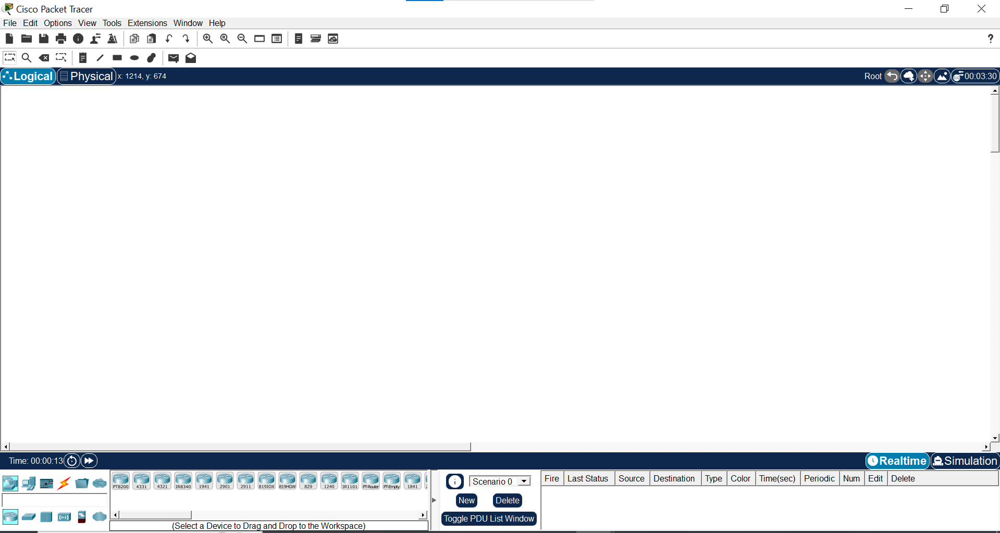 Cisco Packet Tracer
File Edit Options View Tools Extensions Window Help
?
Logical Physical x: 1214, y: 674 Root 00:03:30
Time: 00:00:13 Realtime Simulation
PT8200 4331 4321 IR8340 1941 2901 2911 819IOX 819HGW 829 1240 IR1101 PT-Router PT-Empty 1841
Scenario 0
New Delete
Toggle PDU List Window
Fire Last Status Source Destination Type Color Time(sec) Periodic Num Edit Delete
(Select a Device to Drag and Drop to the Workspace)